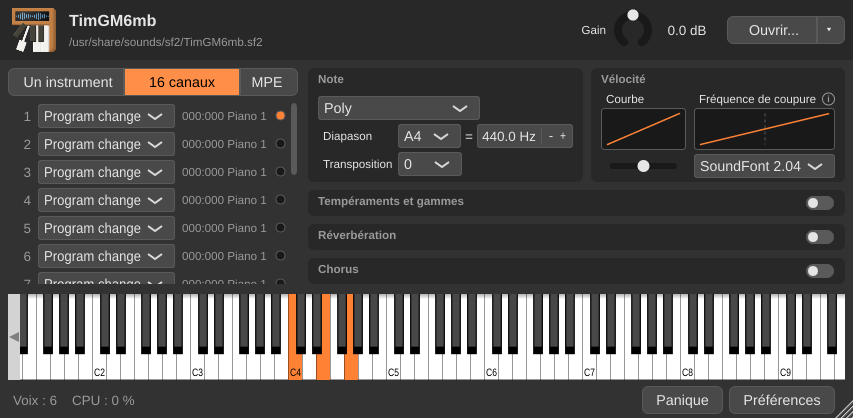 TimGM6mb
/usr/share/sounds/sf2/TimGM6mb.sf2
Gain
0.0 dB
Ouvrir...
Un instrument
16 canaux
MPE
1 Program change 000:000 Piano 1
2 Program change 000:000 Piano 1
3 Program change 000:000 Piano 1
4 Program change 000:000 Piano 1
5 Program change 000:000 Piano 1
6 Program change 000:000 Piano 1
7 Program change 000:000 Piano 1
Note
Poly
Diapason A4 = 440.0 Hz - +
Transposition 0
Vélocité
Courbe
Fréquence de coupure i
SoundFont 2.04
Tempéraments et gammes
Réverbération
Chorus
C2 C3 C4 C5 C6 C7 C8 C9
Voix : 6 CPU : 0 %
Panique
Préférences